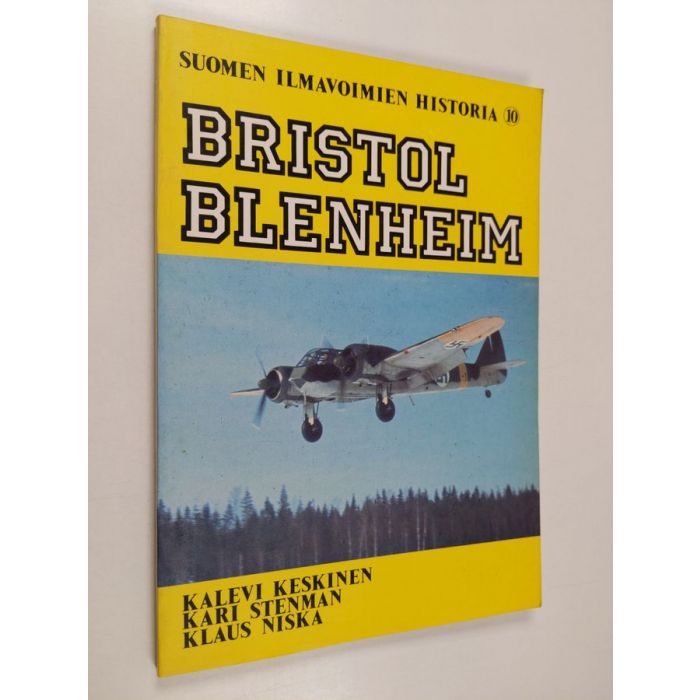 SUOMEN ILMAVOIMIEN HISTORIA 10
BRISTOL
BLENHEIM
KALEVI KESKINEN
KARI STENMAN
KLAUS NISKA